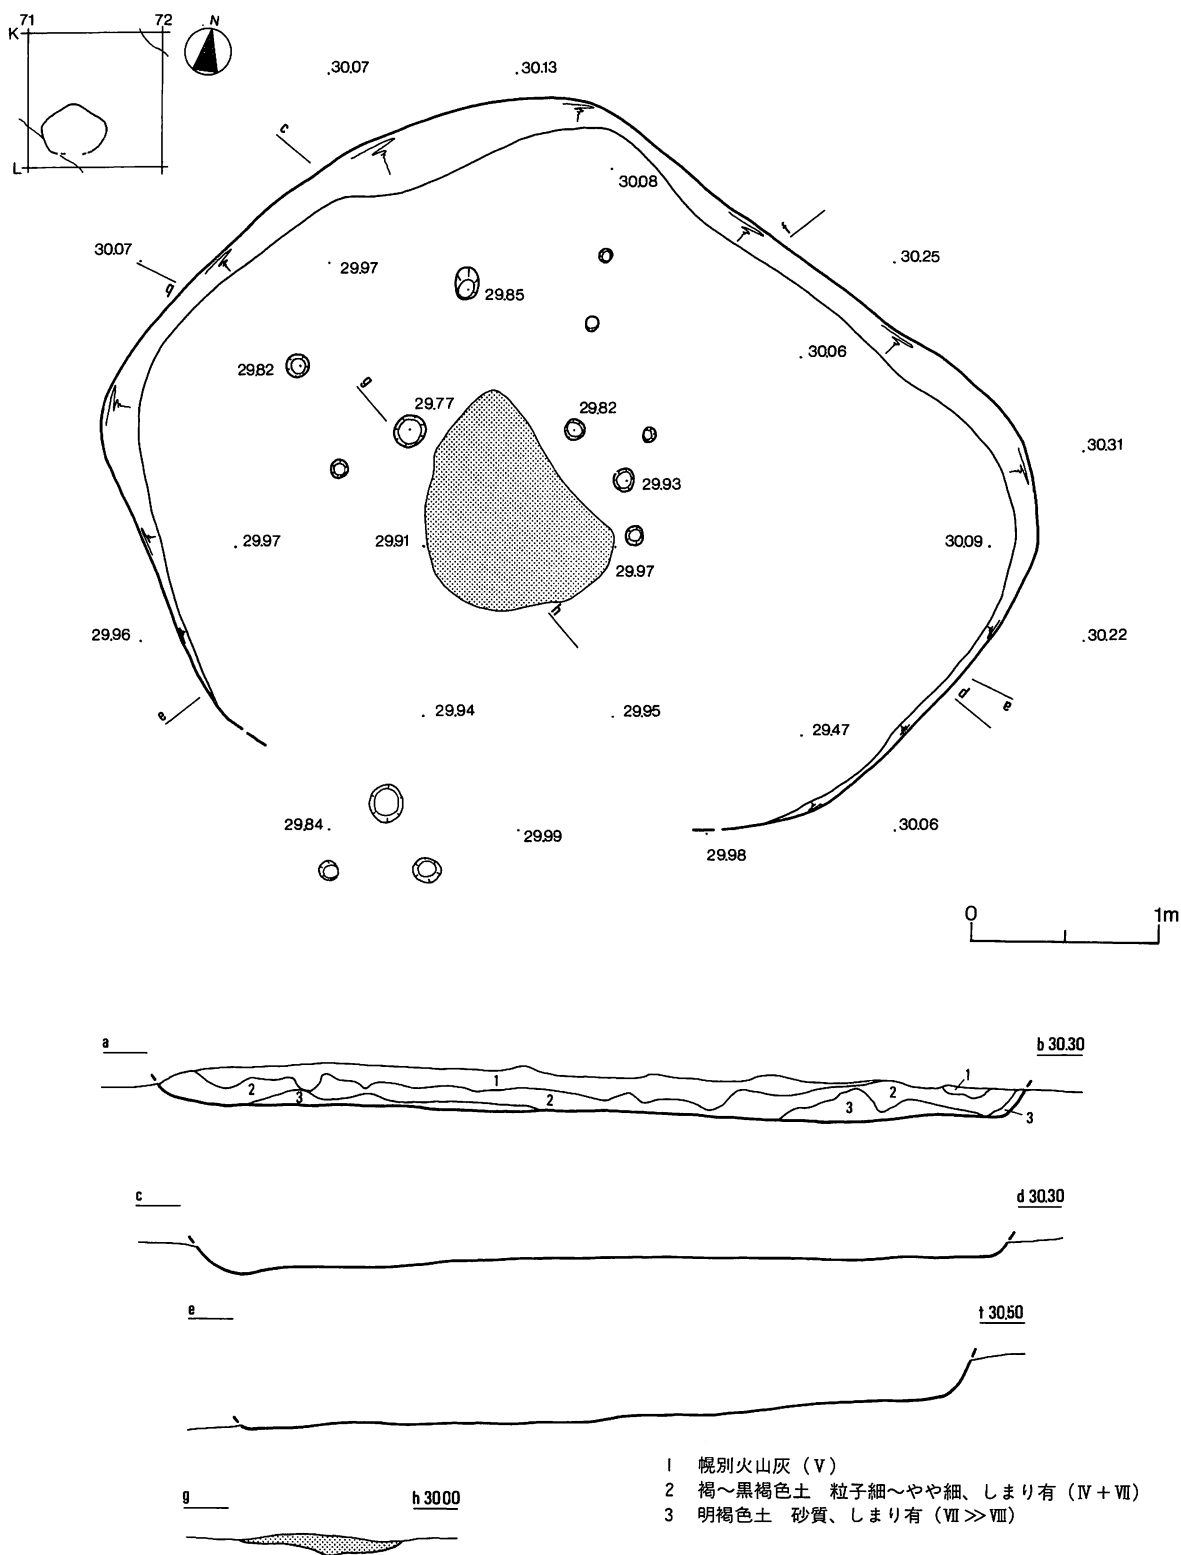 71 72
K
N
L
30.07 30.13
c
30.08
f
30.07
b
29.97
30.25
29.85
29.82
30.06
g
29.77 29.82
30.31
29.93
29.97 29.91 30.09
29.97
h
29.96 30.22
e
d a
29.94 29.95
29.47
29.84 29.99 30.06
29.98
0 1m
a b 30.30
1 1
2 3 2 3 2 3
c d 30.30
e f 30.50
g h 30.00
1 幌別火山灰 (Ⅴ)
2 褐~黒褐色土 粒子細~やや細、しまり有 (Ⅳ+Ⅶ)
3 明褐色土 砂質、しまり有 (Ⅶ≫Ⅷ)